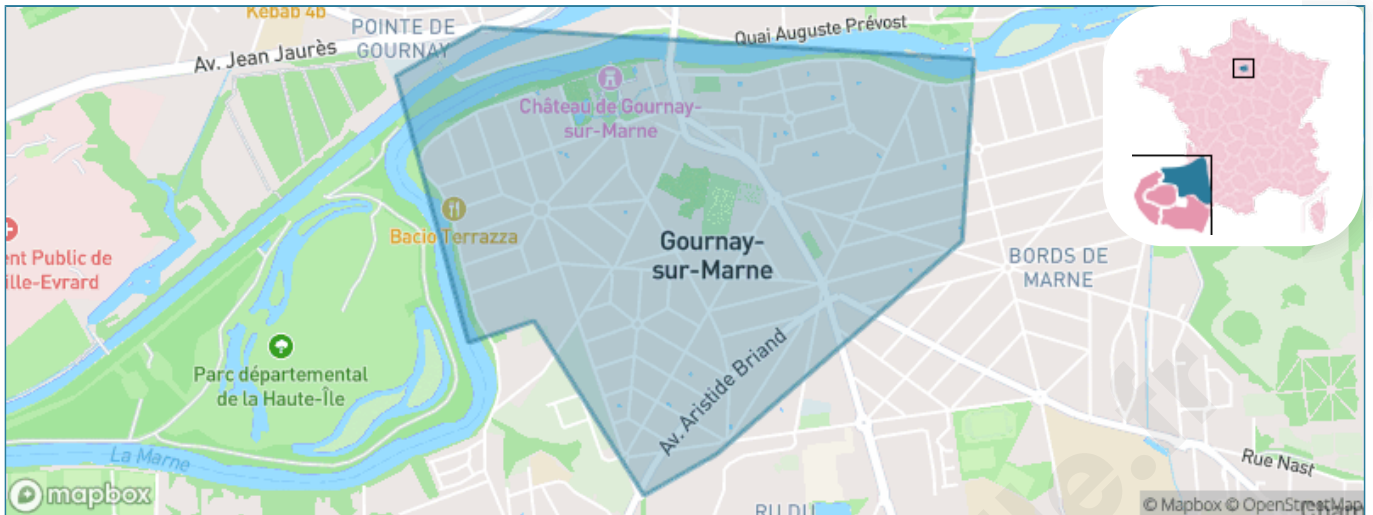 Kebab 4b
POINTE DE
GOURNAY
Av. Jean Jaurès
Quai Auguste Prévost
Château de Gournay-
sur-Marne
Bacio Terrazza
ent Public de
ille-Evrard
Gournay-
sur-Marne
BORDS DE
MARNE
Parc départemental
de la Haute-Île
Av. Aristide Briand
La Marne
Rue Nast
mapbox
RU DU
© Mapbox © OpenStreetMap